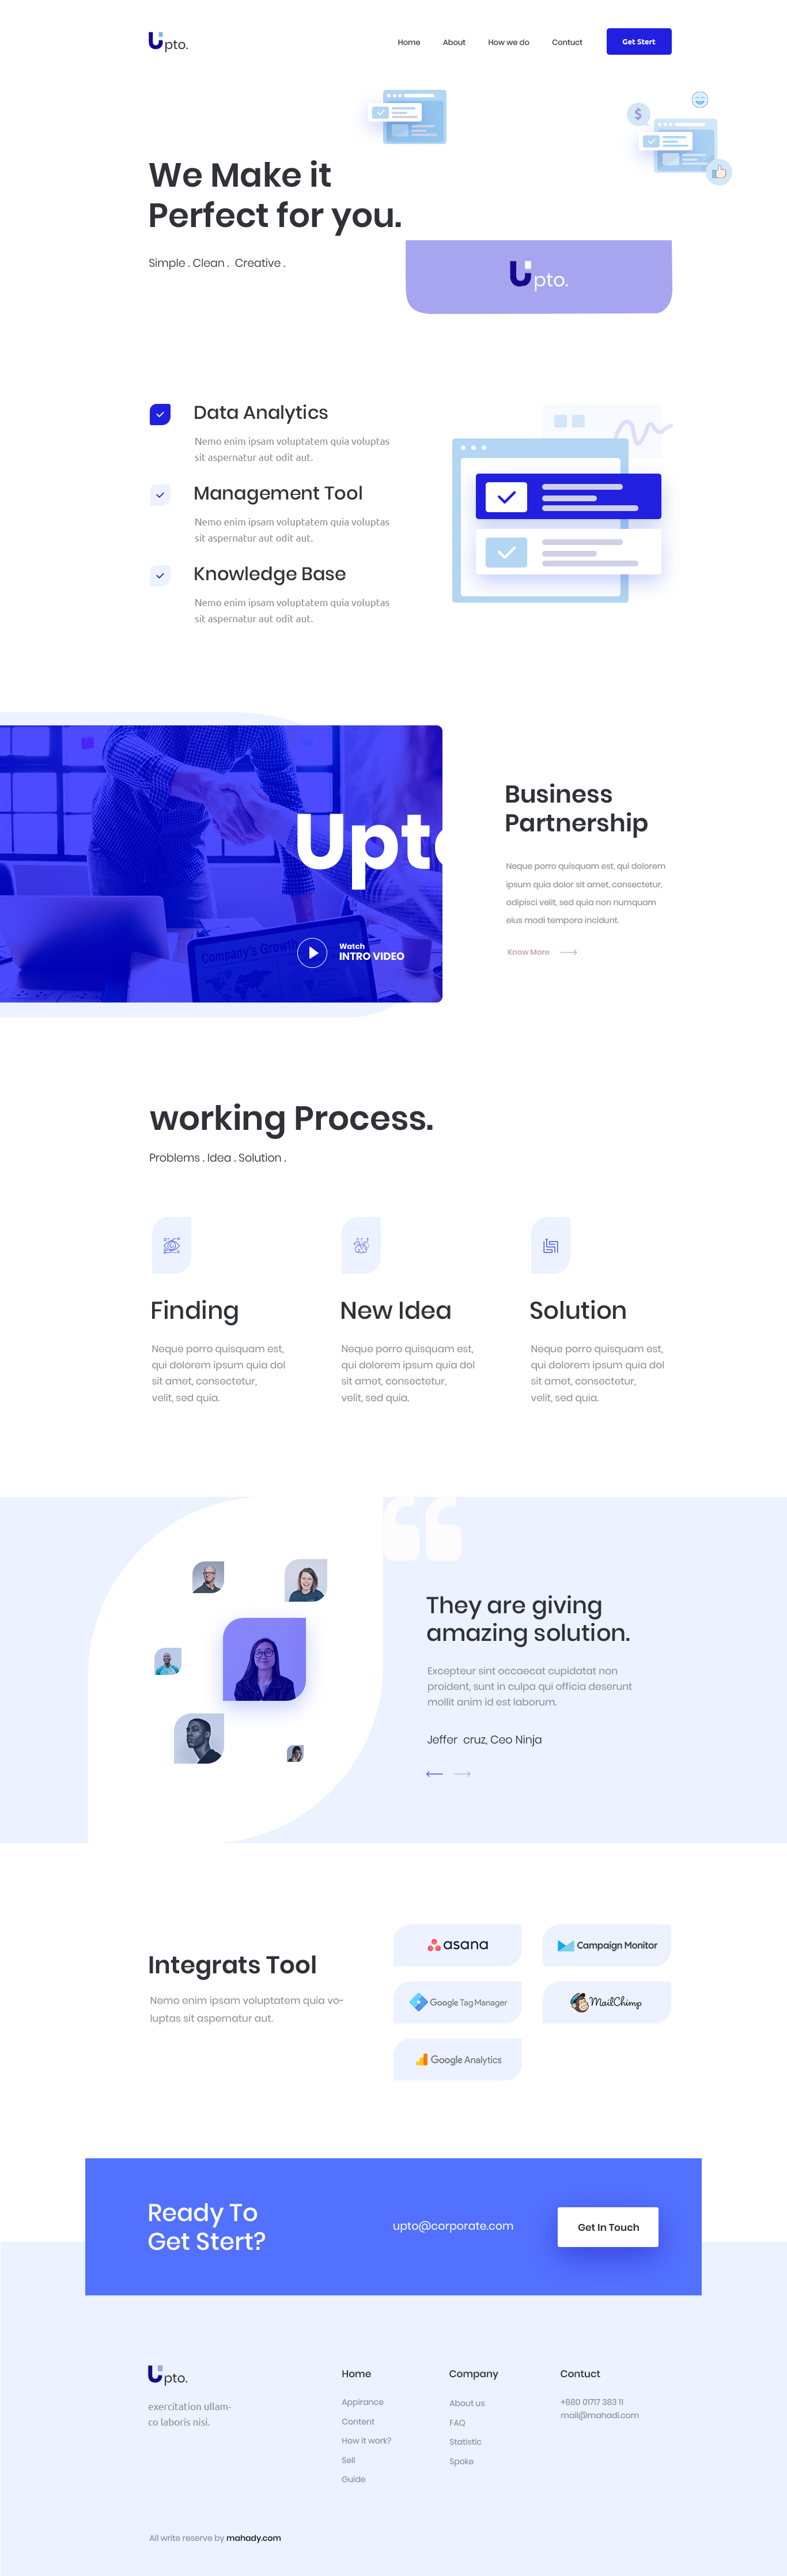 Upto.
Home About How we do Contuct Get Stert
We Make it
Perfect for you.
Simple . Clean . Creative .
Upto.
Data Analytics
Nemo enim ipsam voluptatem quia voluptas
sit aspernatur aut odit aut.
Management Tool
Nemo enim ipsam voluptatem quia voluptas
sit aspernatur aut odit aut.
Knowledge Base
Nemo enim ipsam voluptatem quia voluptas
sit aspernatur aut odit aut.
Upto
Company's Growth
Watch
INTRO VIDEO
Business
Partnership
Neque porro quisquam est, qui dolorem
ipsum quia dolor sit amet, consectetur,
adipisci velit, sed quia non numquam
eius modi tempora incidunt.
Know More
working Process.
Problems . Idea . Solution .
Finding
Neque porro quisquam est,
qui dolorem ipsum quia dol
sit amet, consectetur,
velit, sed quia.
New Idea
Neque porro quisquam est,
qui dolorem ipsum quia dol
sit amet, consectetur,
velit, sed quia.
Solution
Neque porro quisquam est,
qui dolorem ipsum quia dol
sit amet, consectetur,
velit, sed quia.
They are giving
amazing solution.
Excepteur sint occaecat cupidatat non
proident, sunt in culpa qui officia deserunt
mollit anim id est laborum.
Jeffer cruz, Ceo Ninja
Integrats Tool
Nemo enim ipsam voluptatem quia vo-
luptas sit aspernatur aut.
asana
Campaign Monitor
Google Tag Manager
MailChimp
Google Analytics
Ready To
Get Stert?
upto@corporate.com
Get In Touch
Upto.
exercitation ullam-
co laboris nisi.
Home
Appirance
Content
How it work?
Sell
Guide
Company
About us
FAQ
Statistic
Spoke
Contuct
+880 01717 383 11
mail@mahadi.com
All write reserve by mahady.com